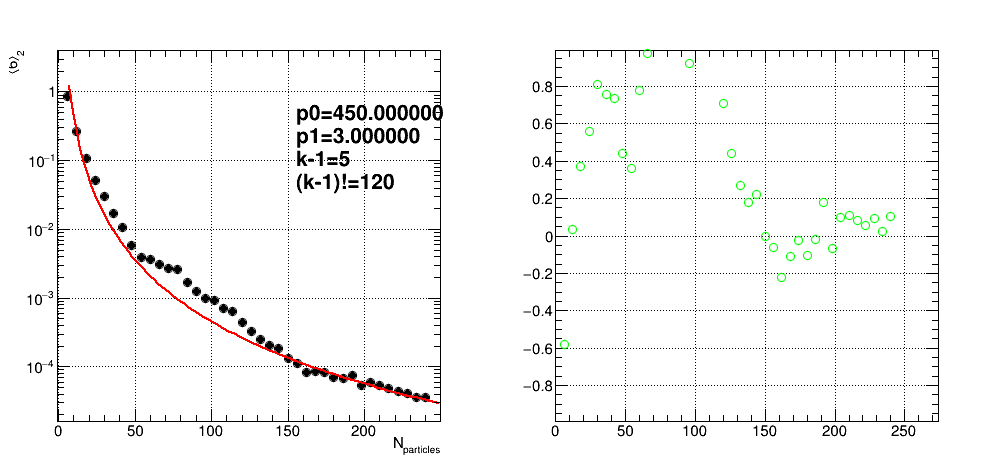 ⟨b⟩₂
1
10⁻¹
10⁻²
10⁻³
10⁻⁴
p0=450.000000
p1=3.000000
k-1=5
(k-1)!=120
0 50 100 150 200
N_particles
0.8
0.6
0.4
0.2
0
−0.2
−0.4
−0.6
−0.8
0 50 100 150 200 250